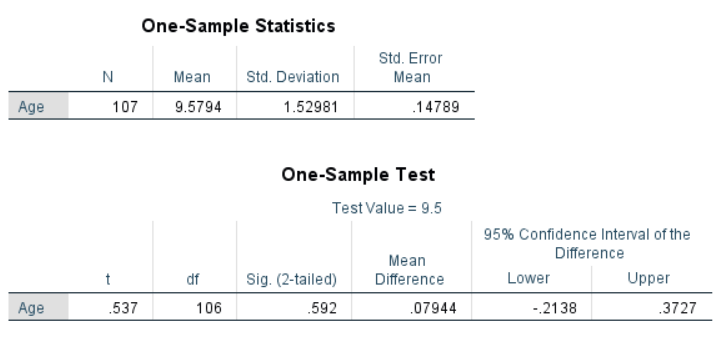 One-Sample Statistics
N Mean Std. Deviation Std. Error Mean
Age 107 9.5794 1.52981 .14789
One-Sample Test
Test Value = 9.5
t df Sig. (2-tailed) Mean Difference 95% Confidence Interval of the Difference
Lower Upper
Age .537 106 .592 .07944 -.2138 .3727